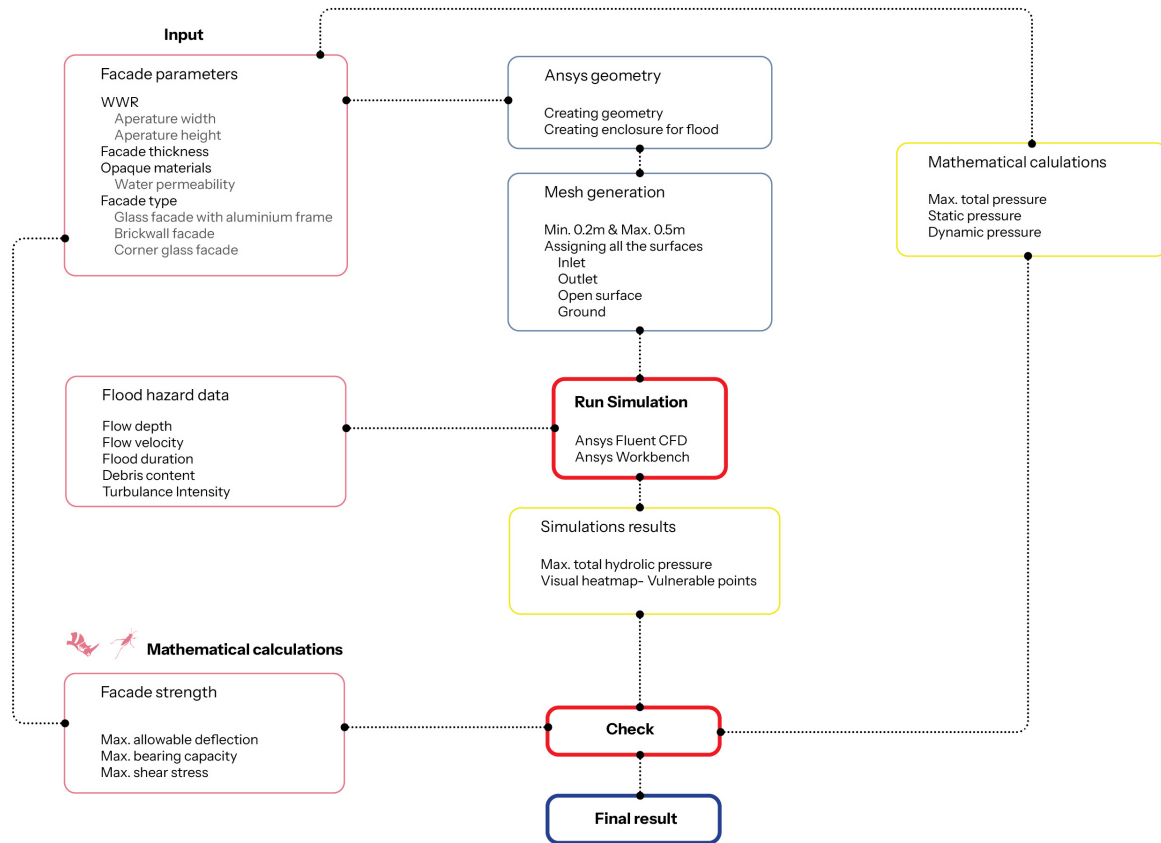 Input
Facade parameters
WWR
Aperature width
Aperature height
Facade thickness
Opaque materials
Water permeability
Facade type
Glass facade with aluminium frame
Brickwall facade
Corner glass facade
Ansys geometry
Creating geometry
Creating enclosure for flood
Mesh generation
Min. 0.2m & Max. 0.5m
Assigning all the surfaces
Inlet
Outlet
Open surface
Ground
Mathematical calulations
Max. total pressure
Static pressure
Dynamic pressure
Flood hazard data
Flow depth
Flow velocity
Flood duration
Debris content
Turbulance Intensity
Run Simulation
Ansys Fluent CFD
Ansys Workbench
Simulations results
Max. total hydrolic pressure
Visual heatmap- Vulnerable points
Mathematical calculations
Facade strength
Max. allowable deflection
Max. bearing capacity
Max. shear stress
Check
Final result